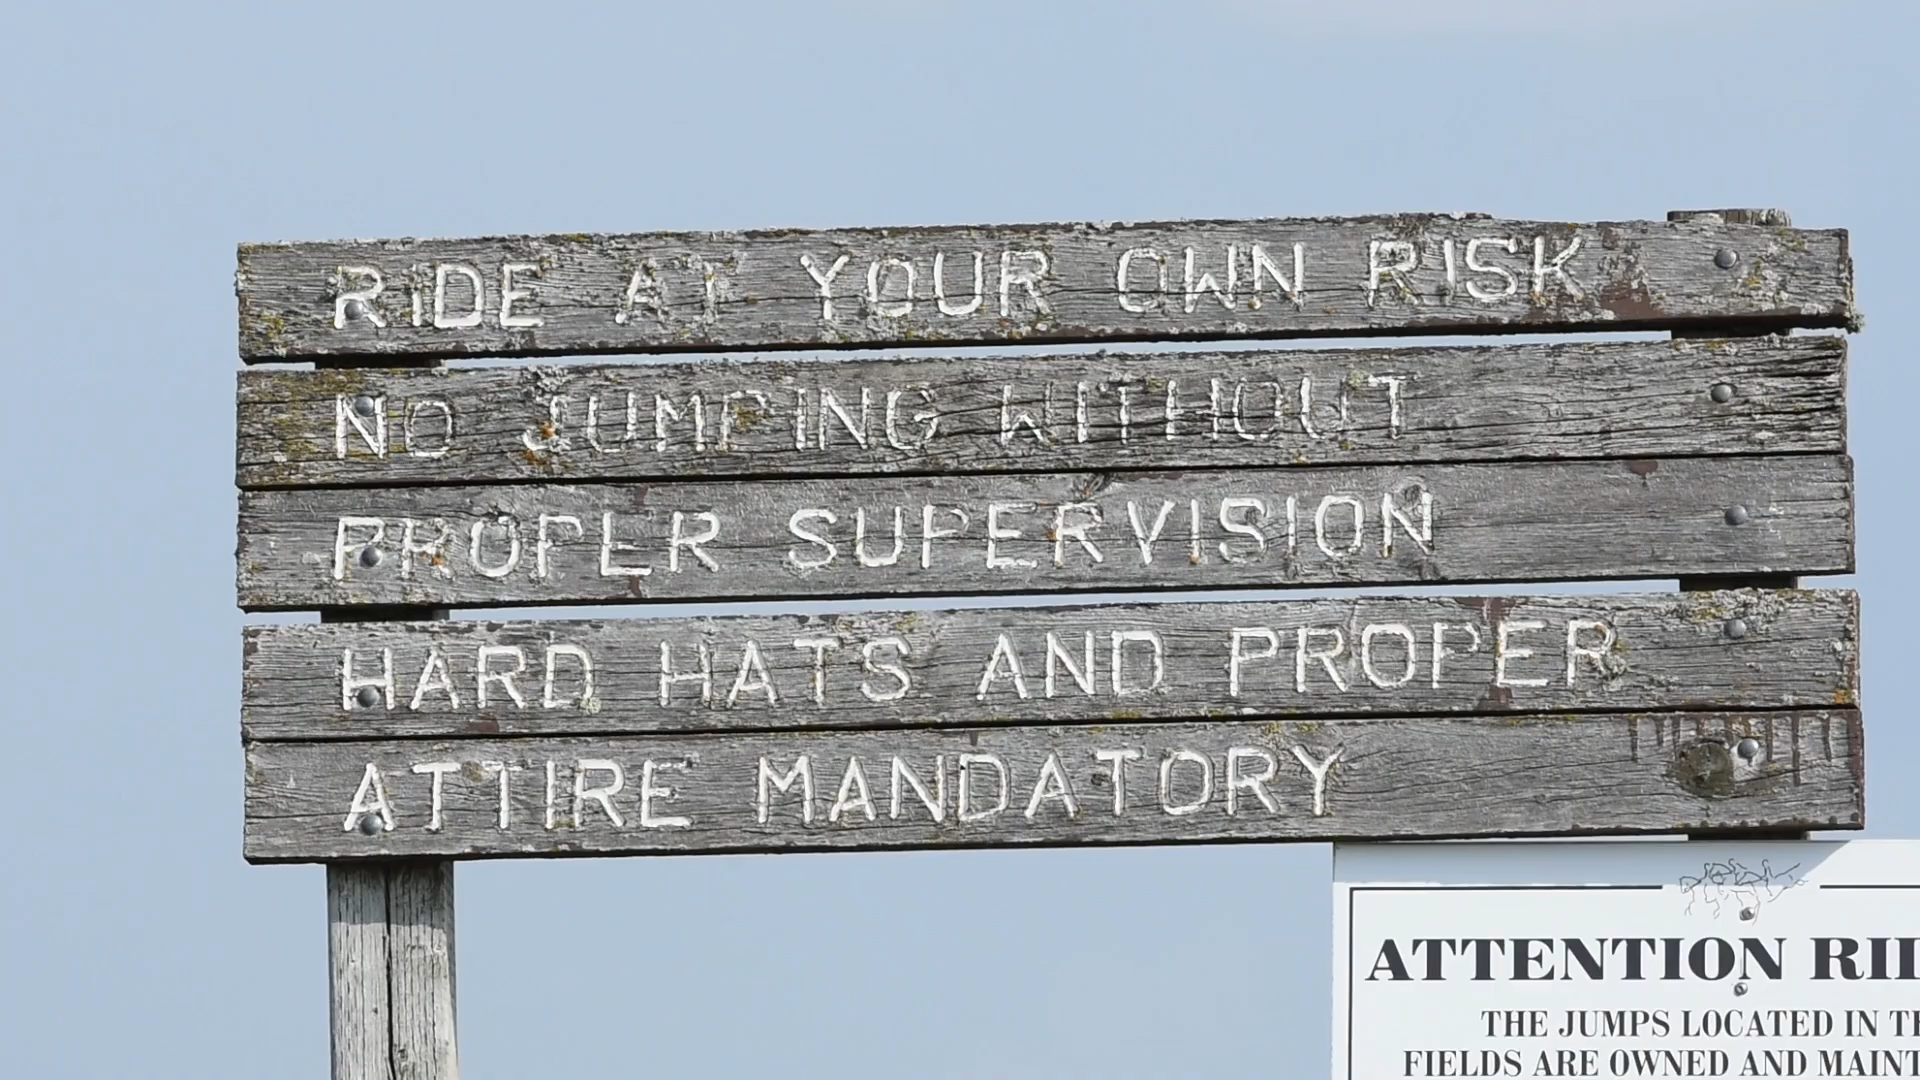 RIDE AT YOUR OWN RISK
NO JUMPING WITHOUT
PROPER SUPERVISION
HARD HATS AND PROPER
ATTIRE MANDATORY
ATTENTION
THE JUMPS LOCATED IN
FIELDS ARE OWNED AND